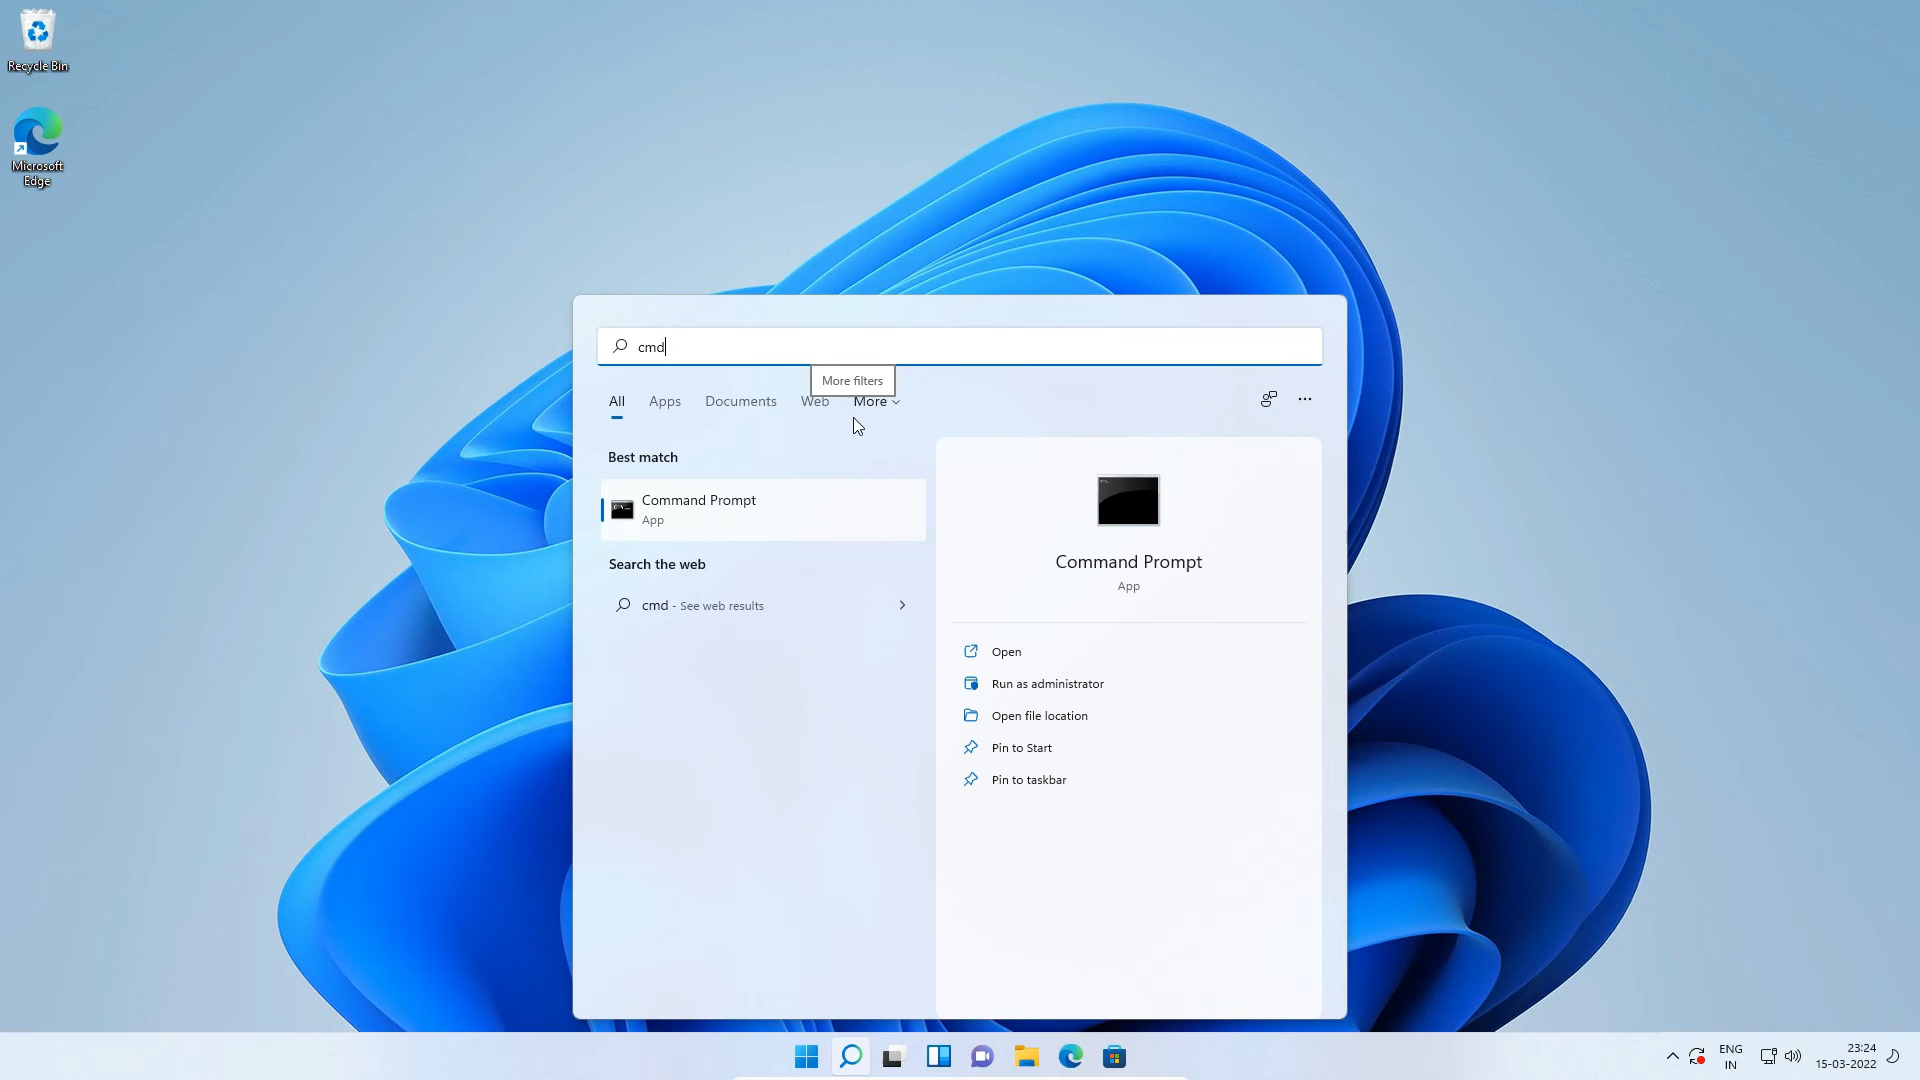 Recycle Bin
Microsoft
Edge
cmd
More filters
All Apps Documents Web More
Best match
Command Prompt
App
Search the web
cmd - See web results
Command Prompt
App
Open
Run as administrator
Open file location
Pin to Start
Pin to taskbar
ENG
IN
23:24
15-03-2022